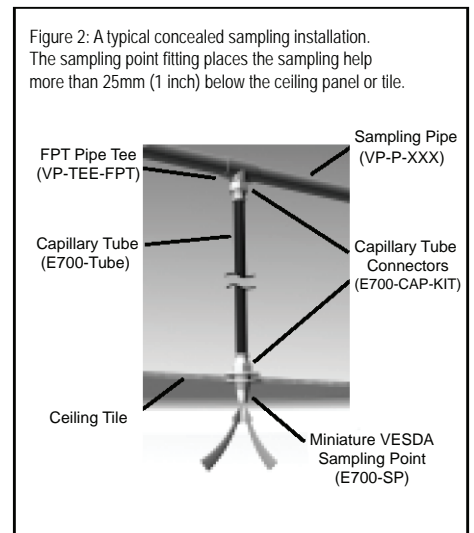 Figure 2: A typical concealed sampling installation.
The sampling point fitting places the sampling help
more than 25mm (1 inch) below the ceiling panel or tile.
Sampling Pipe
(VP-P-XXX)
FPT Pipe Tee
(VP-TEE-FPT)
Capillary Tube
(E700-Tube)
Capillary Tube
Connectors
(E700-CAP-KIT)
Ceiling Tile
Miniature VESDA
Sampling Point
(E700-SP)